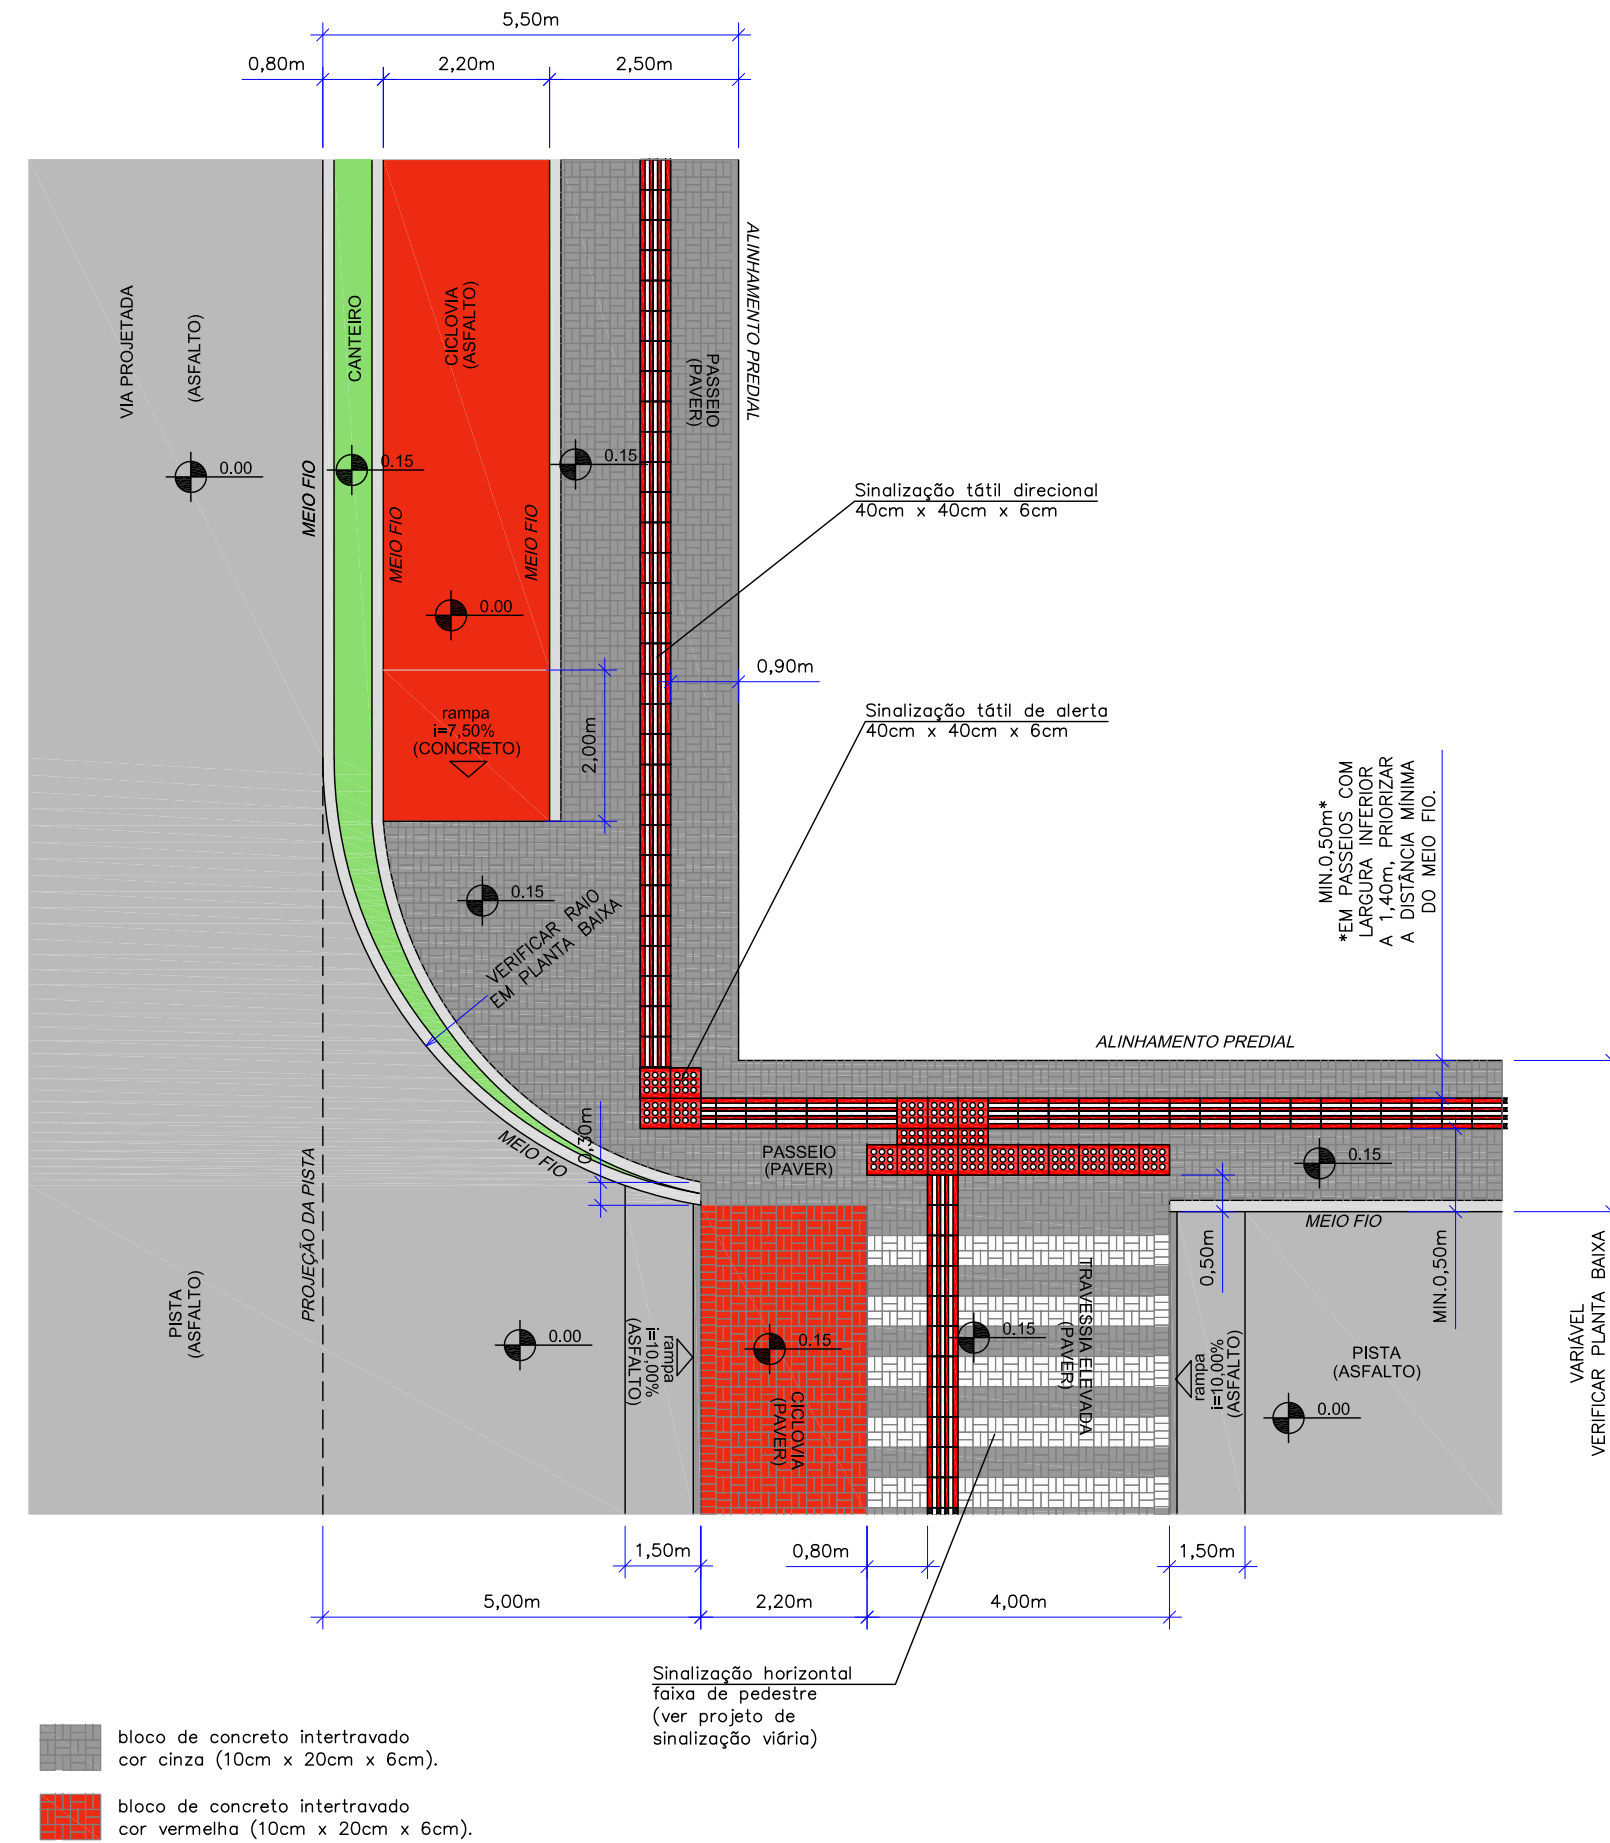 5,50m
0,80m
2,20m
2,50m
VIA PROJETADA
(ASFALTO)
CANTEIRO
CICLOVIA
(ASFALTO)
PASSEIO
(PAVER)
ALINHAMENTO PREDIAL
0.00
0.15
0.15
MEIO FIO
MEIO FIO
MEIO FIO
Sinalização tátil direcional
40cm x 40cm x 6cm
0.00
0,90m
rampa
i=7,50%
(CONCRETO)
2,00m
Sinalização tátil de alerta
40cm x 40cm x 6cm
MIN.0,50m*
*EM PASSEIOS COM
LARGURA INFERIOR
A 1,40m, PRIORIZAR
A DISTÂNCIA MÍNIMA
DO MEIO FIO.
0.15
VERIFICAR RAIO
EM PLANTA BAIXA
ALINHAMENTO PREDIAL
0,30m
MEIO FIO
PASSEIO
(PAVER)
0.15
PROJEÇÃO DA PISTA
MEIO FIO
0,50m
MIN.0,50m
VARIÁVEL
VERIFICAR PLANTA BAIXA
PISTA
(ASFALTO)
0.00
rampa
i=10,00%
(ASFALTO)
0.15
CICLOVIA
(PAVER)
0.15
TRAVESSIA ELEVADA
(PAVER)
rampa
i=10,00%
(ASFALTO)
PISTA
(ASFALTO)
0.00
1,50m
0,80m
1,50m
5,00m
2,20m
4,00m
Sinalização horizontal
faixa de pedestre
(ver projeto de
sinalização viária)
bloco de concreto intertravado
cor cinza (10cm x 20cm x 6cm).
bloco de concreto intertravado
cor vermelha (10cm x 20cm x 6cm).